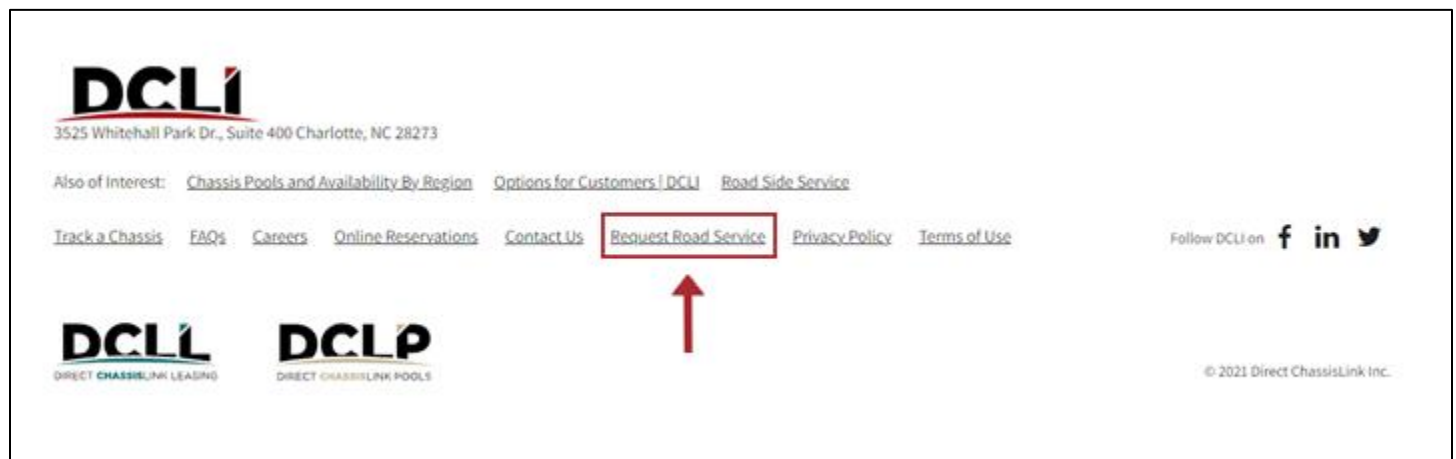 DCLI
3525 Whitehall Park Dr., Suite 400 Charlotte, NC 28273
Also of Interest: Chassis Pools and Availability By Region Options for Customers | DCLI Road Side Service
Track a Chassis FAQs Careers Online Reservations Contact Us Request Road Service Privacy Policy Terms of Use Follow DCLI on f in
DCLL DCLP
DIRECT CHASSISLINK LEASING DIRECT CHASSISLINK POOLS
© 2021 Direct ChassisLink Inc.